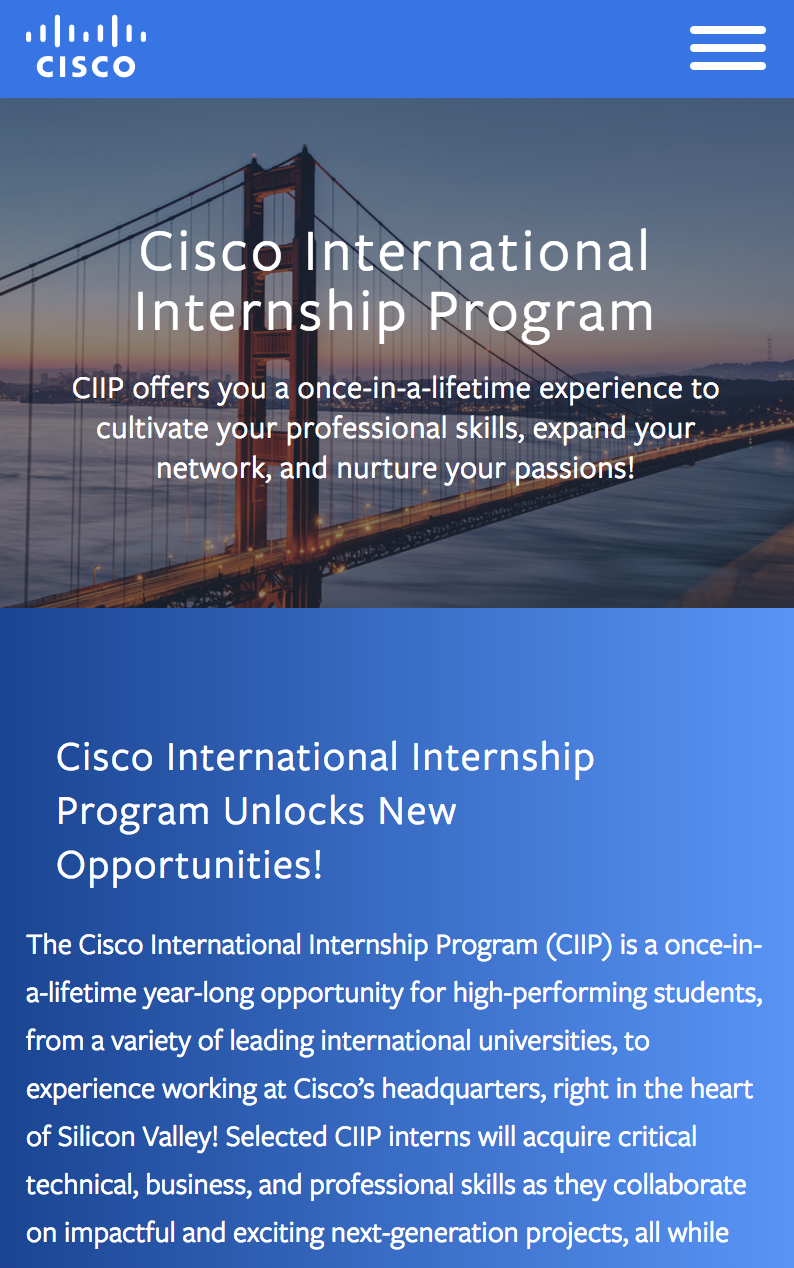 CISCO
Cisco International
Internship Program
CIIP offers you a once-in-a-lifetime experience to
cultivate your professional skills, expand your
network, and nurture your passions!
Cisco International Internship
Program Unlocks New
Opportunities!
The Cisco International Internship Program (CIIP) is a once-in-
a-lifetime year-long opportunity for high-performing students,
from a variety of leading international universities, to
experience working at Cisco’s headquarters, right in the heart
of Silicon Valley! Selected CIIP interns will acquire critical
technical, business, and professional skills as they collaborate
on impactful and exciting next-generation projects, all while